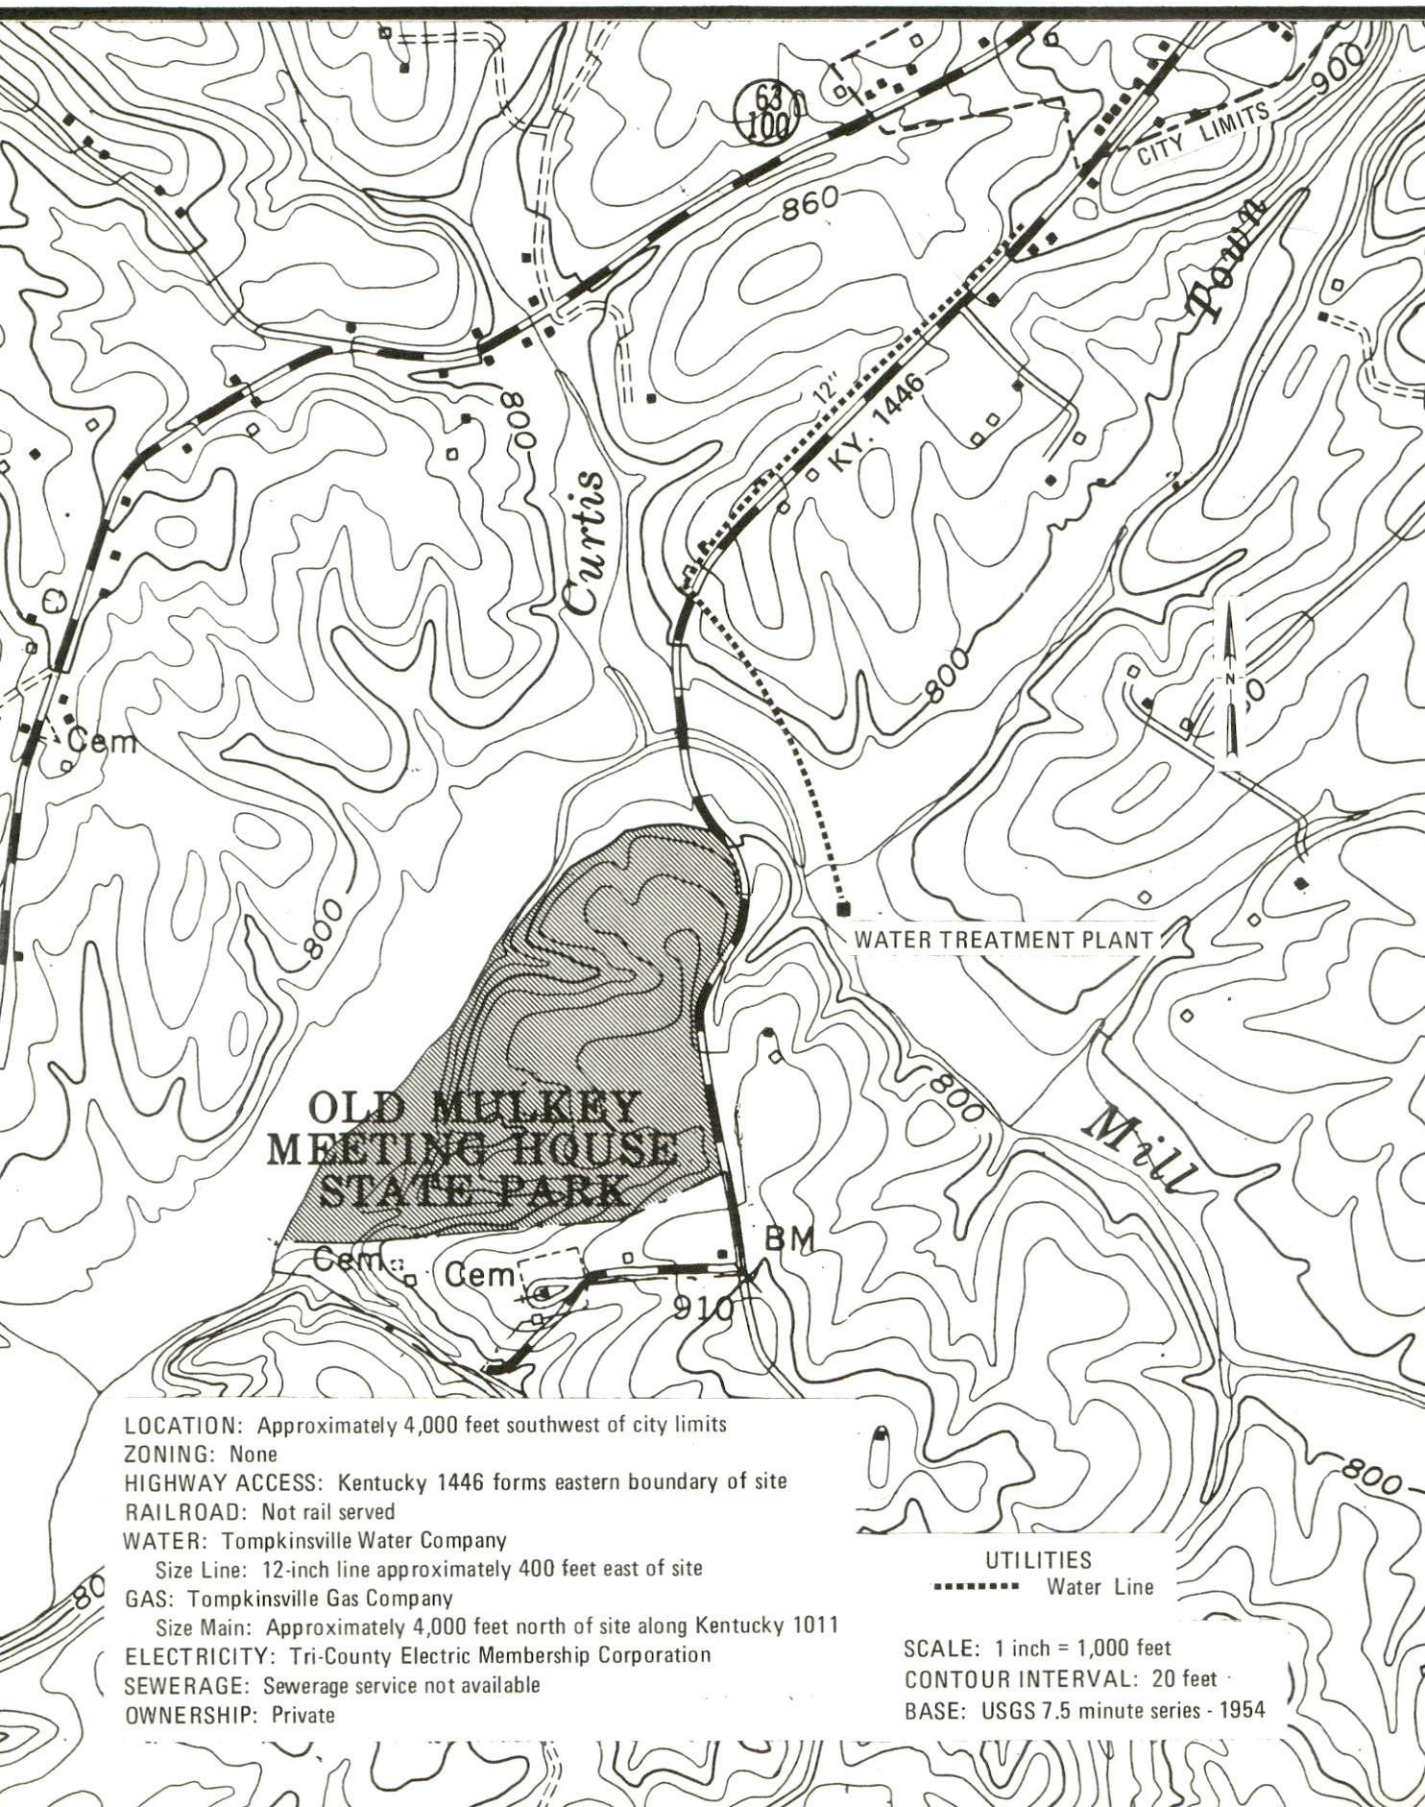 63
100
900
CITY LIMITS
860
Town
12"
KY. 1446
800
Curtis
800
N
Cem
800
WATER TREATMENT PLANT
800
OLD MULKEY
MEETING HOUSE
STATE PARK
Mill
BM
Cem
Cem
910
LOCATION: Approximately 4,000 feet southwest of city limits
ZONING: None
HIGHWAY ACCESS: Kentucky 1446 forms eastern boundary of site
RAILROAD: Not rail served
WATER: Tompkinsville Water Company
Size Line: 12-inch line approximately 400 feet east of site
GAS: Tompkinsville Gas Company
Size Main: Approximately 4,000 feet north of site along Kentucky 1011
ELECTRICITY: Tri-County Electric Membership Corporation
SEWERAGE: Sewerage service not available
OWNERSHIP: Private
800
UTILITIES
Water Line
SCALE: 1 inch = 1,000 feet
CONTOUR INTERVAL: 20 feet
BASE: USGS 7.5 minute series - 1954